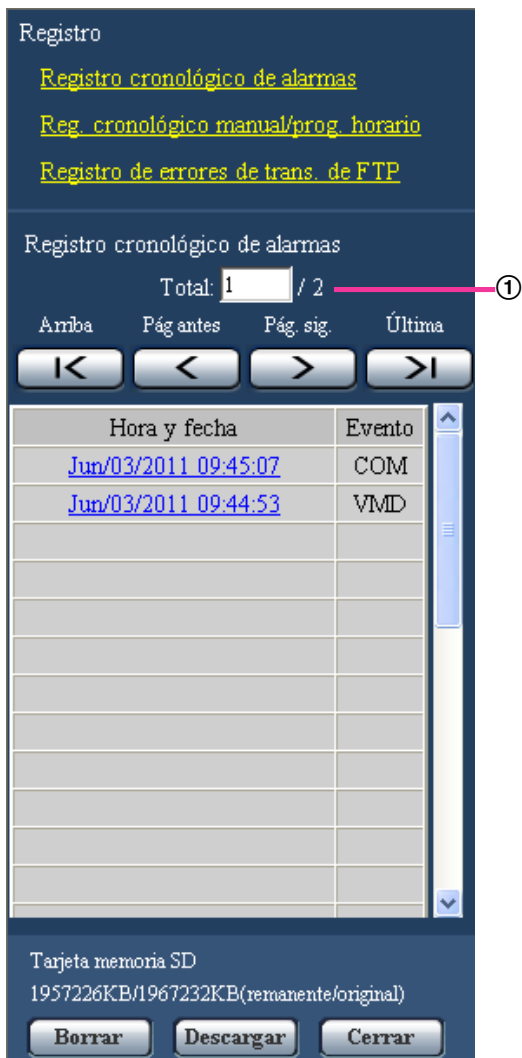 Registro
Registro cronológico de alarmas
Reg. cronológico manual/prog. horario
Registro de errores de trans. de FTP
Registro cronológico de alarmas
Total: 1 / 2 ①
Arriba Pág antes Pág. sig. Última
Hora y fecha Evento
Jun/03/2011 09:45:07 COM
Jun/03/2011 09:44:53 VMD
Tarjeta memoria SD
1957226KB/1967232KB(remanente/original)
Borrar Descargar Cerrar